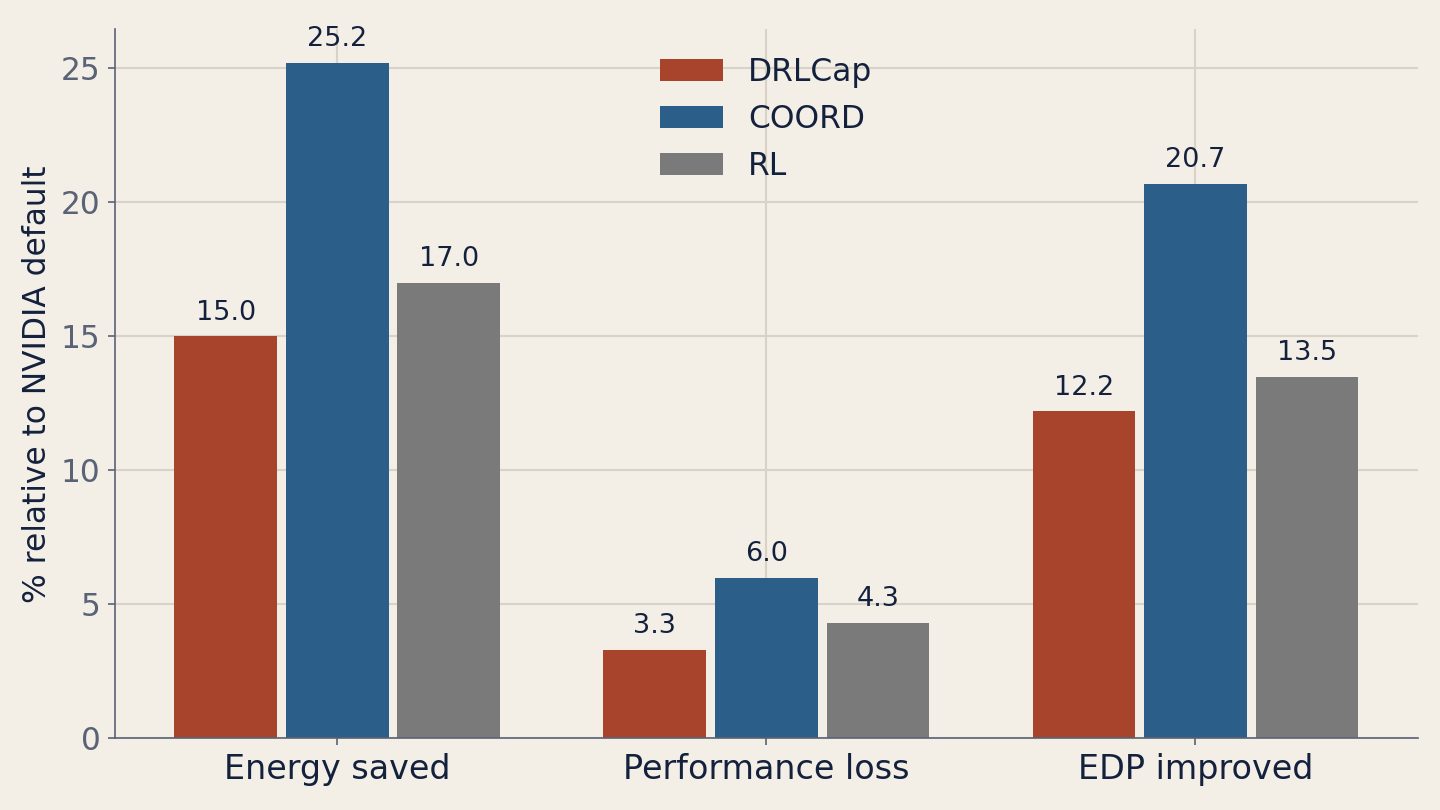 % relative to NVIDIA default
25
20
15
10
5
0
DRLCap
COORD
RL
15.0
25.2
17.0
3.3
6.0
4.3
12.2
20.7
13.5
Energy saved
Performance loss
EDP improved